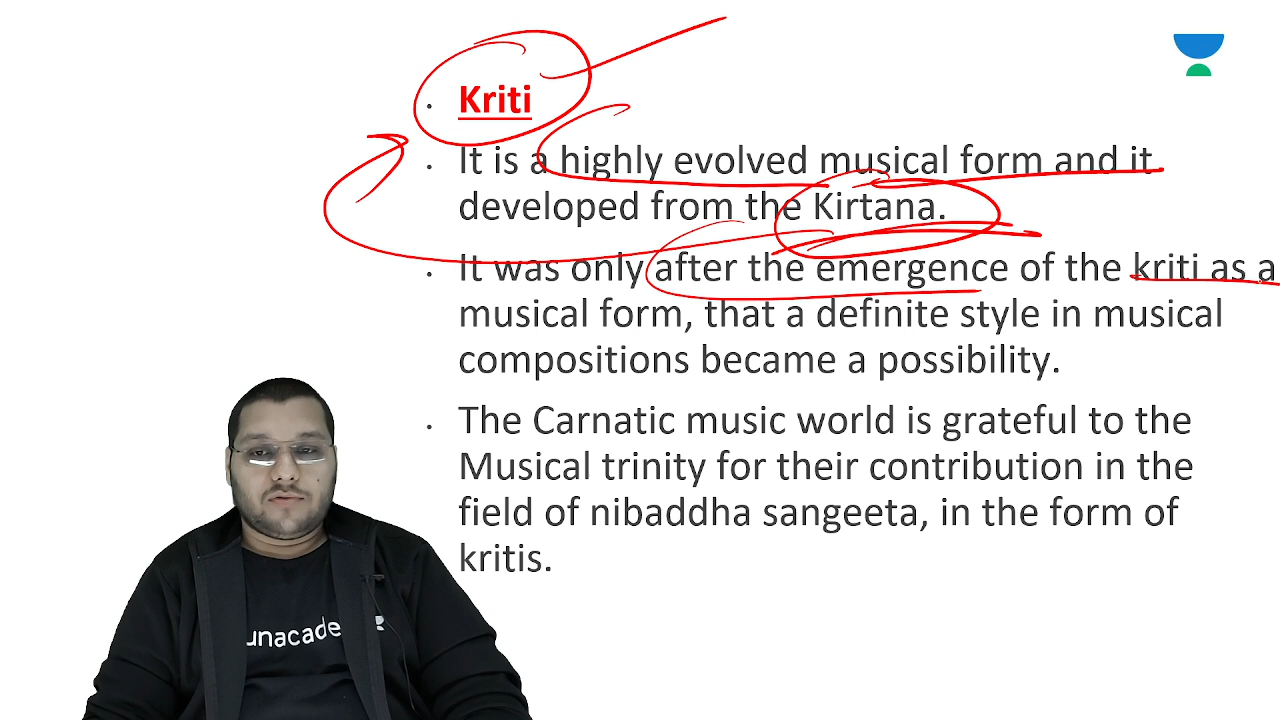 Kriti
It is a highly evolved musical form and it
developed from the Kirtana.
It was only after the emergence of the kriti as a
musical form, that a definite style in musical
compositions became a possibility.
The Carnatic music world is grateful to the
Musical trinity for their contribution in the
field of nibaddha sangeeta, in the form of
kritis.
unacade